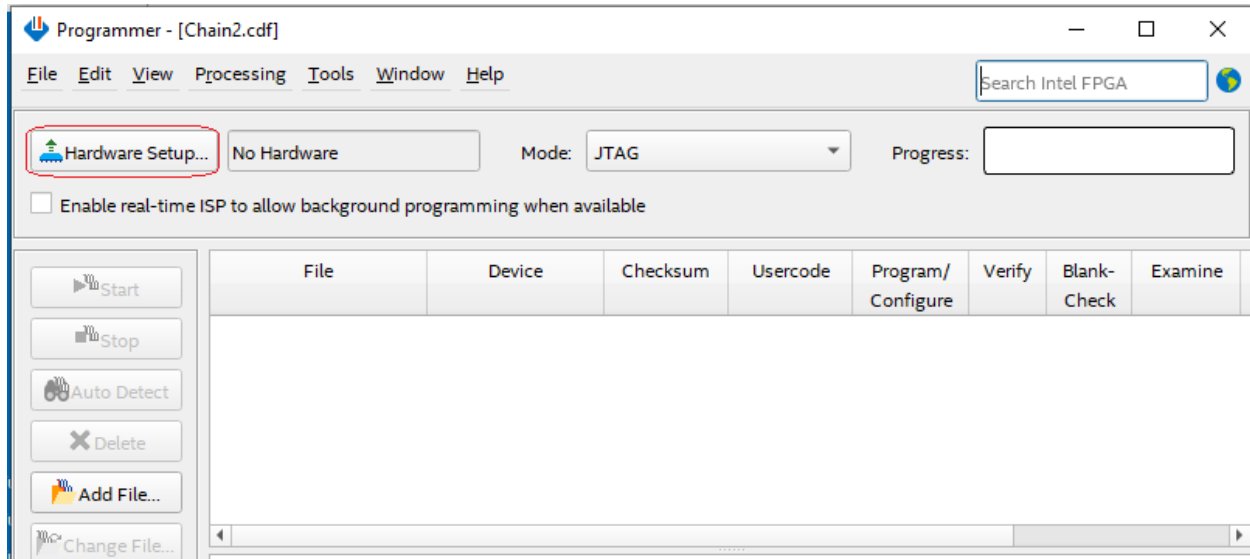 Programmer - [Chain2.cdf]
File Edit View Processing Tools Window Help
Search Intel FPGA
Hardware Setup... No Hardware Mode: JTAG Progress:
Enable real-time ISP to allow background programming when available
File Device Checksum Usercode Program/ Verify Blank- Examine
Configure Check
Start
Stop
Auto Detect
Delete
Add File...
Change File...